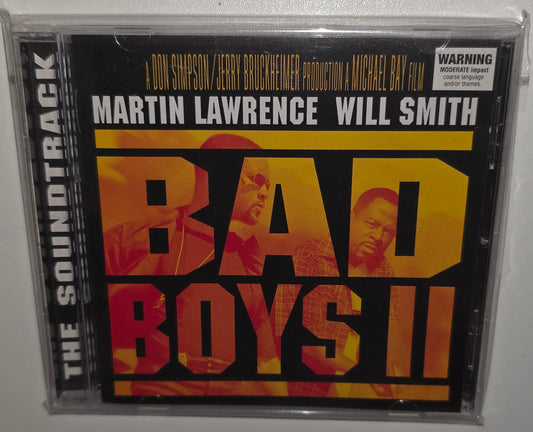 THE SOUNDTRACK
A DON SIMPSON/JERRY BRUCKHEIMER PRODUCTION A MICHAEL BAY FILM
WARNING
MODERATE impact
coarse language
and/or themes.
MARTIN LAWRENCE WILL SMITH
BAD
BOYS II